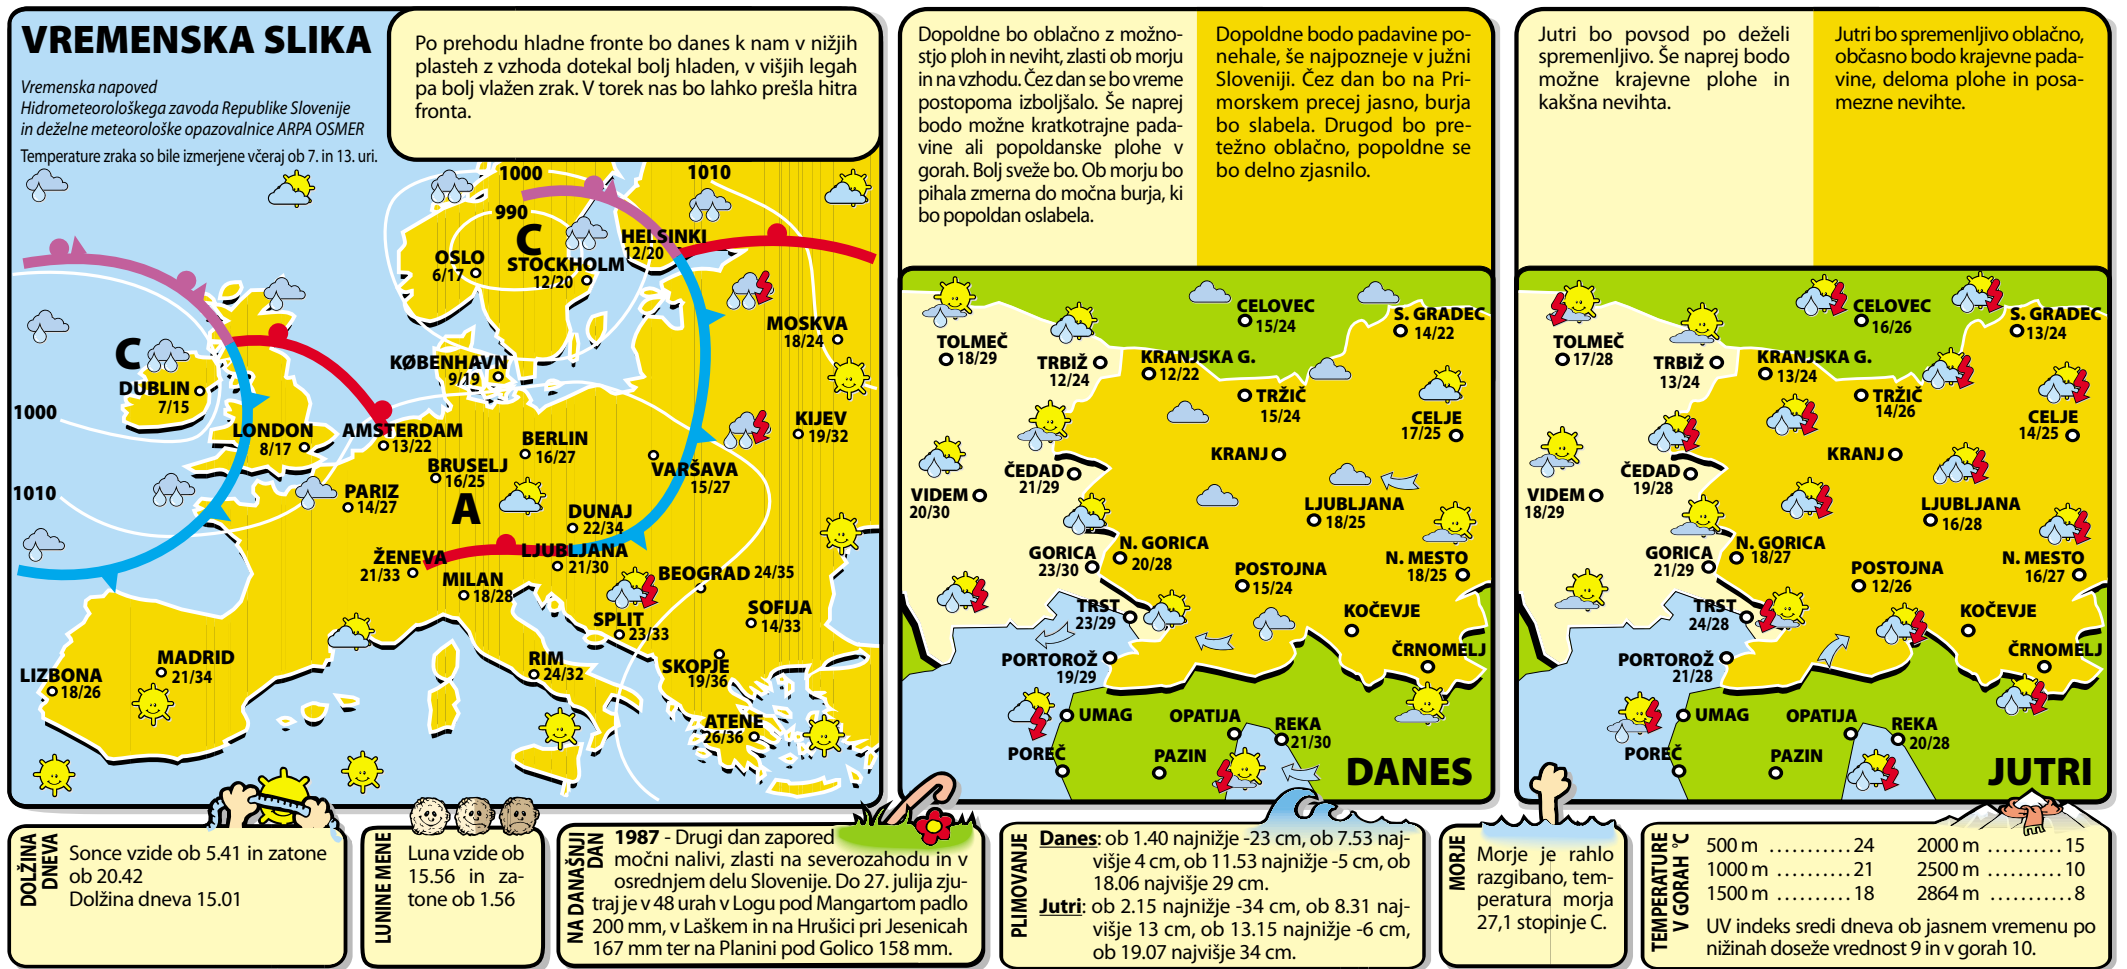 VREMENSKA SLIKA
Vremenska napoved
Hidrometeorološkega zavoda Republike Slovenije
in deželne meteorološke opazovalnice ARPA OSMER
Temperature zraka so bile izmerjene včeraj ob 7. in 13. uri.
Po prehodu hladne fronte bo danes k nam v nižjih
plasteh z vzhoda dotekal bolj hladen, v višjih legah
pa bolj vlažen zrak. V torek nas bo lahko prešla hitra
fronta.
1000
1010
990
C
HELSINKI
12/20
OSLO
6/17
STOCKHOLM
12/20
MOSKVA
18/24
C
KØBENHAVN
9/19
DUBLIN
7/15
1000
KIJEV
19/32
LONDON
8/17
AMSTERDAM
13/22
BERLIN
16/27
BRUSELJ
16/25
VARŠAVA
15/27
1010
PARIZ
14/27
A
DUNAJ
22/34
ŽENEVA
21/33
LJUBLJANA
21/30
MILAN
18/28
BEOGRAD 24/35
SOFIJA
14/33
SPLIT
23/33
LIZBONA
18/26
MADRID
21/34
RIM
24/32
SKOPJE
19/36
ATENE
26/36
Dopoldne bo oblačno z možno-
stjo ploh in neviht, zlasti ob morju
in na vzhodu. Čez dan se bo vreme
postopoma izboljšalo. Še naprej
bodo možne kratkotrajne pada-
vine ali popoldanske plohe v
gorah. Bolj sveže bo. Ob morju bo
pihala zmerna do močna burja, ki
bo popoldan oslabela.
Dopoldne bodo padavine po-
nehale, še najpozneje v južni
Sloveniji. Čez dan bo na Pri-
morskem precej jasno, burja
bo slabela. Drugod bo pre-
težno oblačno, popoldne se
bo delno zjasnilo.
CELOVEC
15/24
S. GRADEC
14/22
TOLMEČ
18/29
TRBIŽ
12/24
KRANJSKA G.
12/22
TRŽIČ
15/24
CELJE
17/25
KRANJ
ČEDAD
21/29
VIDEM
20/30
LJUBLJANA
18/25
GORICA
23/30
N. GORICA
20/28
N. MESTO
18/25
POSTOJNA
15/24
TRST
23/29
KOČEVJE
PORTOROŽ
19/29
ČRNOMELJ
UMAG
OPATIJA
REKA
21/30
POREČ
PAZIN
DANES
Jutri bo povsod po deželi
spremenljivo. Še naprej bodo
možne krajevne plohe in
kakšna nevihta.
Jutri bo spremenljivo oblačno,
občasno bodo krajevne pada-
vine, deloma plohe in posa-
mezne nevihte.
CELOVEC
16/26
S. GRADEC
13/24
TOLMEČ
17/28
TRBIŽ
13/24
KRANJSKA G.
13/24
TRŽIČ
14/26
CELJE
14/25
KRANJ
ČEDAD
19/28
VIDEM
18/29
LJUBLJANA
16/28
GORICA
21/29
N. GORICA
18/27
N. MESTO
16/27
POSTOJNA
12/26
TRST
24/28
KOČEVJE
PORTOROŽ
21/28
ČRNOMELJ
UMAG
OPATIJA
REKA
20/28
POREČ
PAZIN
JUTRI
DOLŽINA
DNEVA
Sonce vzide ob 5.41 in zatone
ob 20.42
Dolžina dneva 15.01
LUNINE MENE
Luna vzide ob
15.56 in za-
tone ob 1.56
NA DANAŠNJI
DAN
1987 - Drugi dan zapored
močni nalivi, zlasti na severozahodu in v
osrednjem delu Slovenije. Do 27. julija zju-
traj je v 48 urah v Logu pod Mangartom padlo
200 mm, v Laškem in na Hrušici pri Jesenicah
167 mm ter na Planini pod Golico 158 mm.
PLIMOVANJE
Danes: ob 1.40 najnižje -23 cm, ob 7.53 naj-
višje 4 cm, ob 11.53 najnižje -5 cm, ob
18.06 najvišje 29 cm.
Jutri: ob 2.15 najnižje -34 cm, ob 8.31 naj-
višje 13 cm, ob 13.15 najnižje -6 cm,
ob 19.07 najvišje 34 cm.
MORJE
Morje je rahlo
razgibano, tem-
peratura morja
27,1 stopinje C.
TEMPERATURE
V GORAH °C
500 m ........... 24
1000 m .......... 21
1500 m .......... 18
2000 m ........... 15
2500 m ........... 10
2864 m ........... 8
UV indeks sredi dneva ob jasnem vremenu po
nižinah doseže vrednost 9 in v gorah 10.